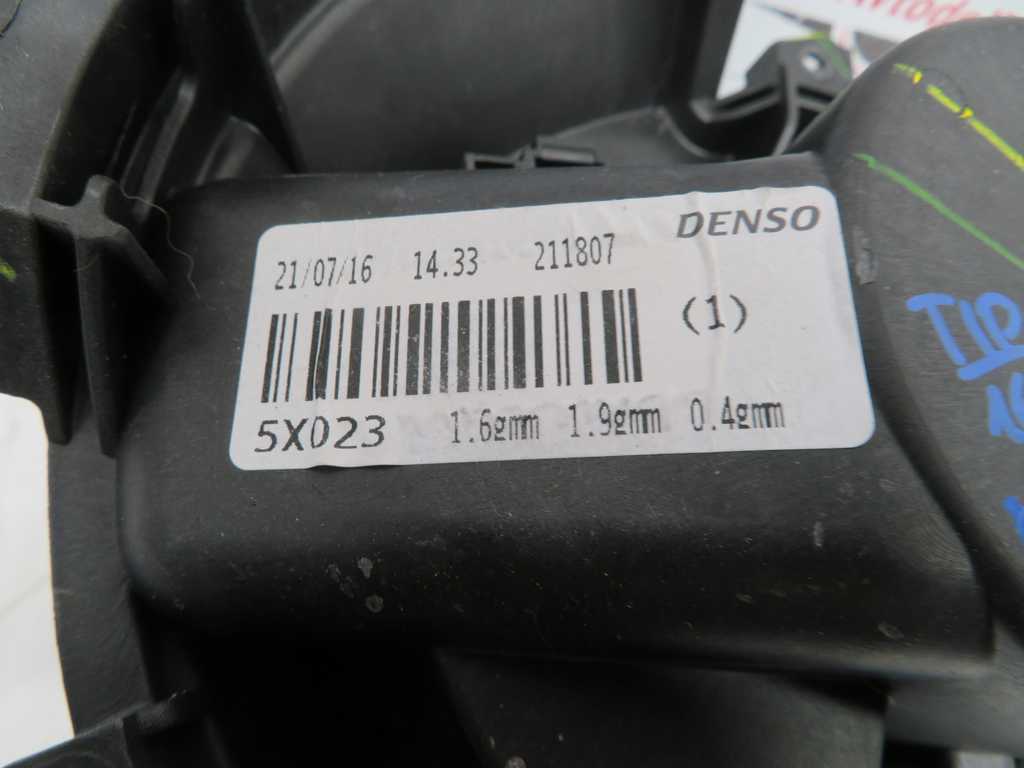 DENSO
21/07/16 14.33 211807
(1)
5X023 1.6gmm 1.9gmm 0.4gmm